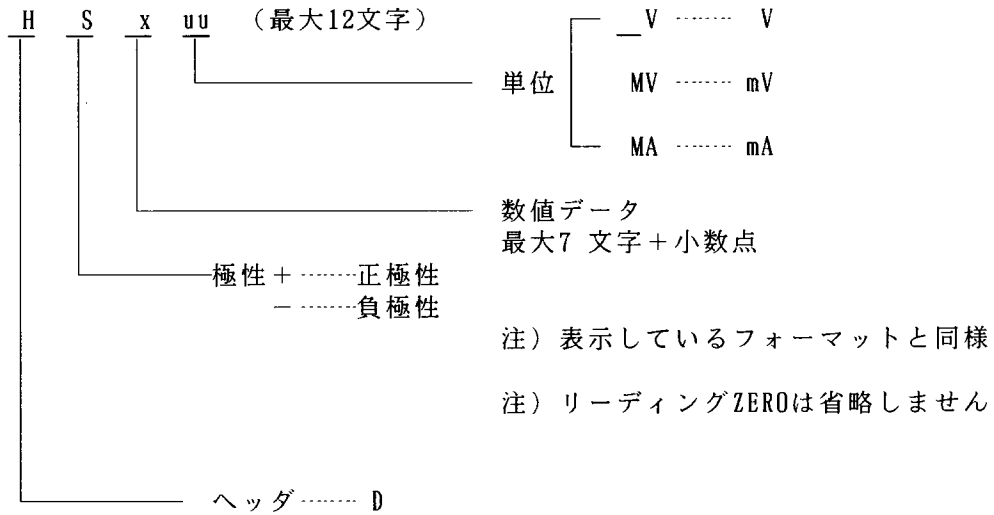 H S x uu (最大12文字)
_V ……… V
単位 MV ……… mV
MA ……… mA
数値データ
最大7 文字+小数点
極性+ ………正極性
- ………負極性
注) 表示しているフォーマットと同様
注) リーディングZEROは省略しません
ヘッダ……… D